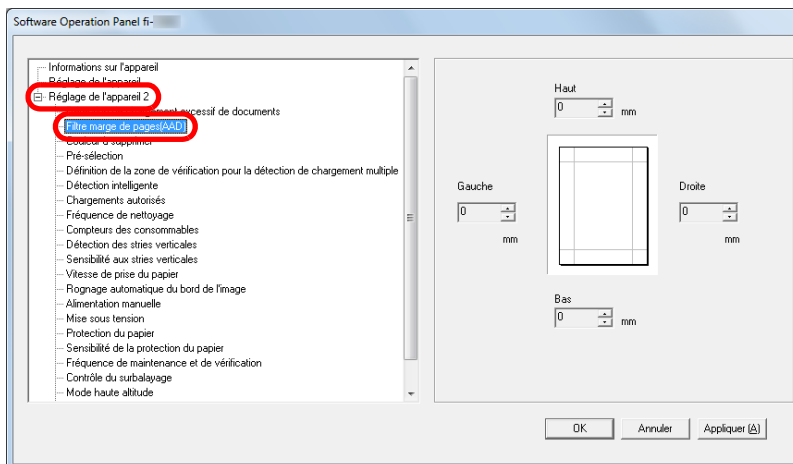 Software Operation Panel fi-
Informations sur l'appareil
Réglage de l'appareil
Réglage de l'appareil 2
excessif de documents
Filtre marge de pages(AAD)
Couleur à supprimer
Pré-sélection
Définition de la zone de vérification pour la détection de chargement multiple
Détection intelligente
Chargements autorisés
Fréquence de nettoyage
Compteurs des consommables
Détection des stries verticales
Sensibilité aux stries verticales
Vitesse de prise du papier
Rognage automatique du bord de l'image
Alimentation manuelle
Mise sous tension
Protection du papier
Sensibilité de la protection du papier
Fréquence de maintenance et de vérification
Contrôle du surbalayage
Mode haute altitude
Haut
0 mm
Gauche
0
mm
Droite
0
mm
Bas
0 mm
OK Annuler Appliquer (A)